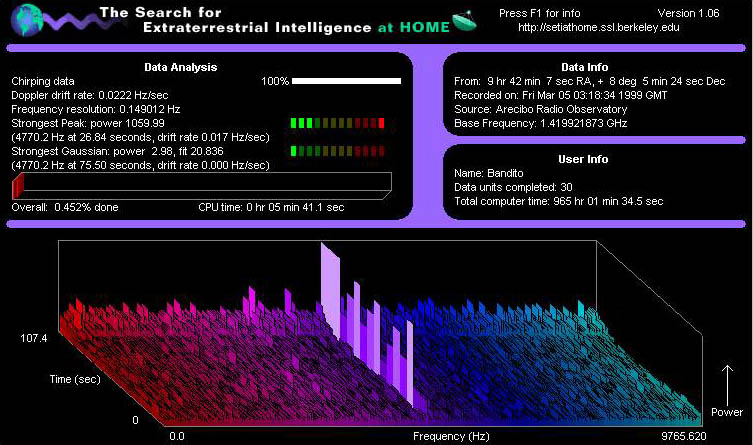 The Search for
Extraterrestrial Intelligence at HOME
Press F1 for info Version 1.06
http://setiathome.ssl.berkeley.edu
Data Analysis
Chirping data 100%
Doppler drift rate: 0.0222 Hz/sec
Frequency resolution: 0.149012 Hz
Strongest Peak: power 1059.99
(4770.2 Hz at 26.84 seconds, drift rate 0.017 Hz/sec)
Strongest Gaussian: power 2.98, fit 20.836
(4770.2 Hz at 75.50 seconds, drift rate 0.000 Hz/sec)
Overall: 0.452% done CPU time: 0 hr 05 min 41.1 sec
Data Info
From: 9 hr 42 min 7 sec RA, + 8 deg 5 min 24 sec Dec
Recorded on: Fri Mar 05 03:18:34 1999 GMT
Source: Arecibo Radio Observatory
Base Frequency: 1.419921873 GHz
User Info
Name: Bandito
Data units completed: 30
Total computer time: 965 hr 01 min 34.5 sec
107.4
Time (sec)
0
0.0 Frequency (Hz) 9765.620
Power